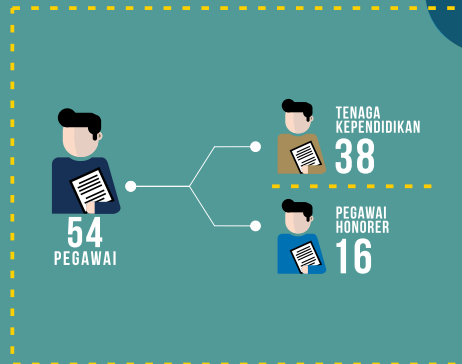 54
PEGAWAI
TENAGA
KEPENDIDIKAN
38
PEGAWAI
HONORER
16